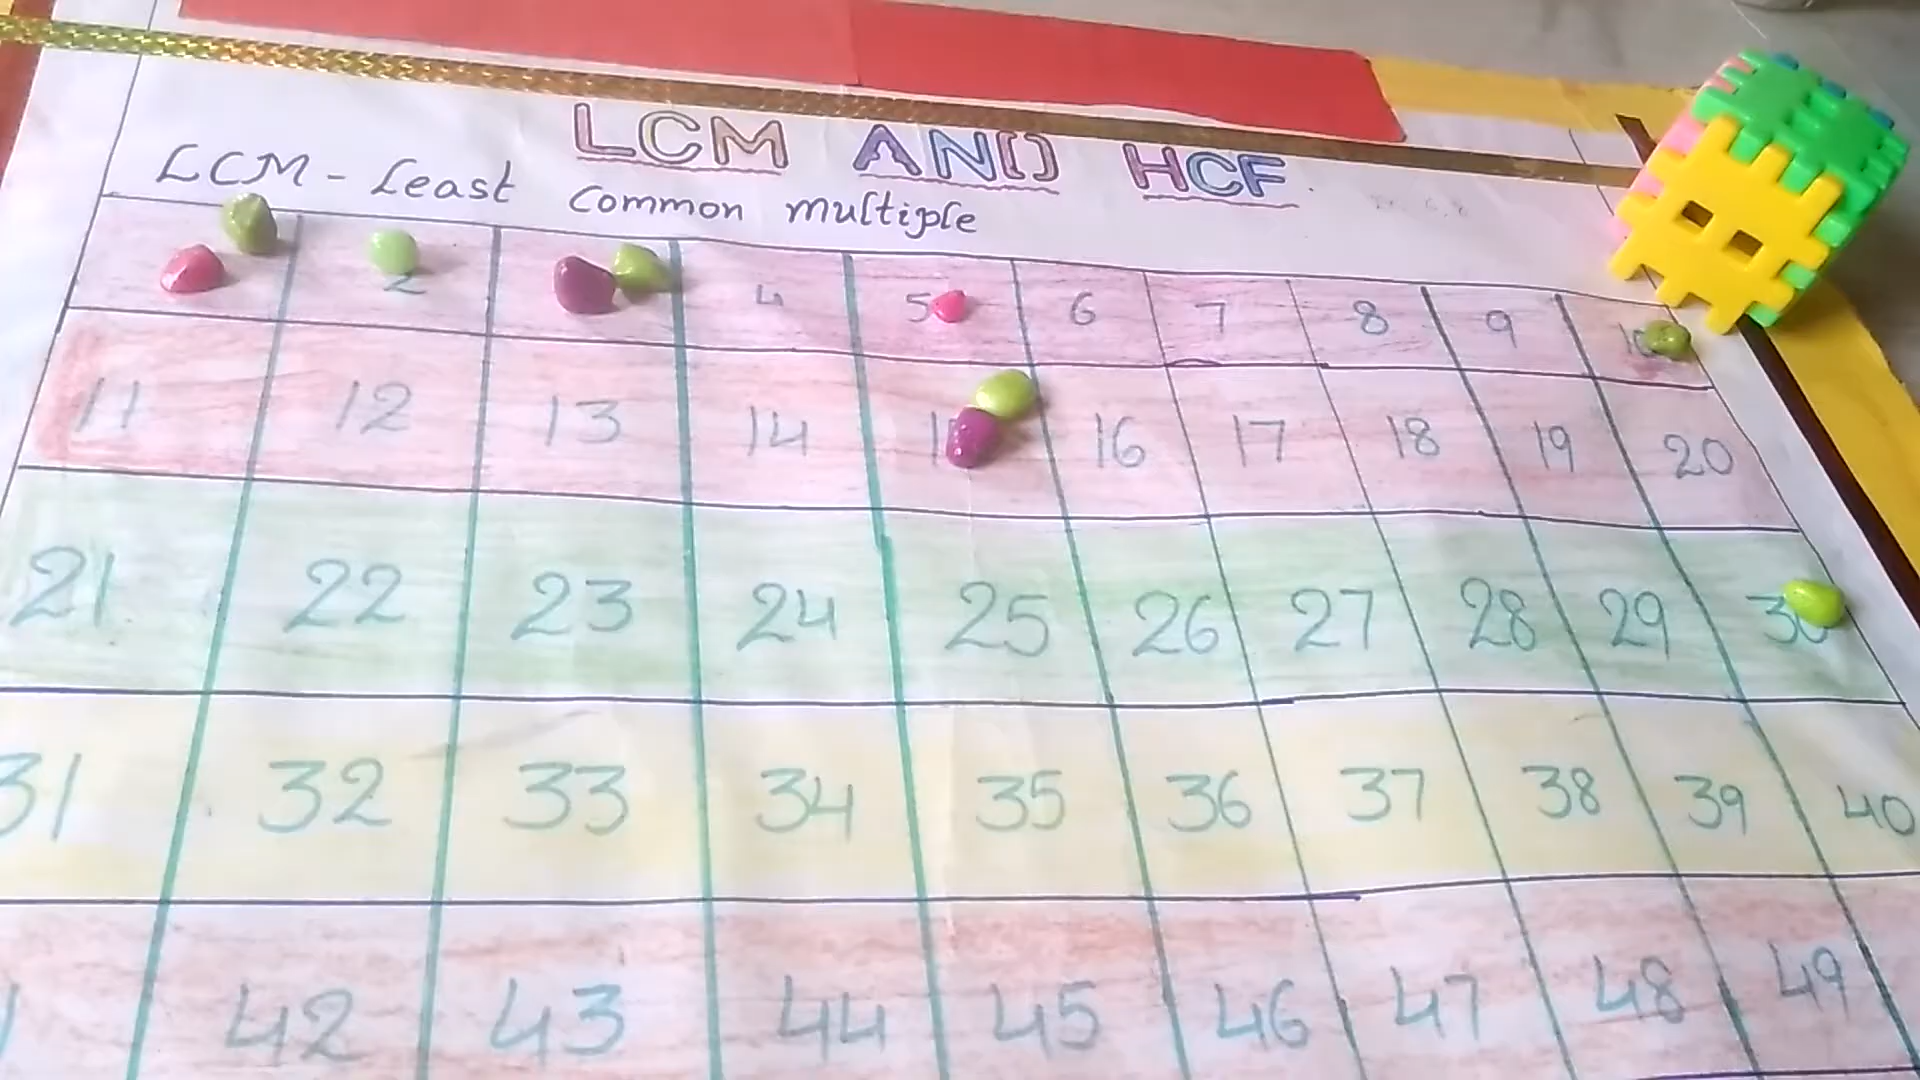 LCM AND HCF
LCM - Least Common multiple
2 4 5 6 7 8 9
11 12 13 14 16 17 18 19 20
21 22 23 24 25 26 27 28 29 30
31 32 33 34 35 36 37 38 39 40
42 43 44 45 46 47 48 49